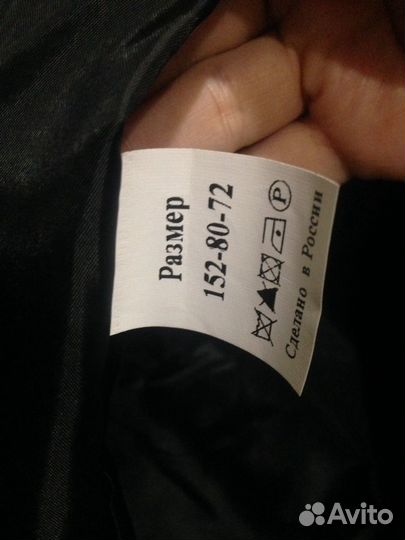 Размер
152-80-72
P
Сделано в России
Avito